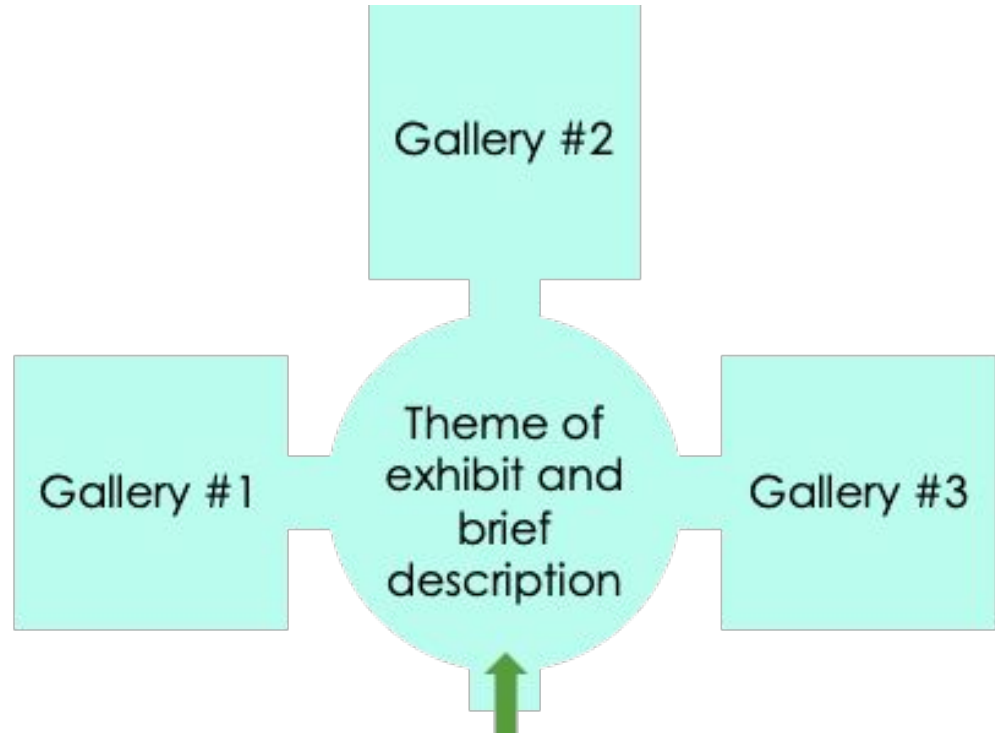 Gallery #2
Gallery #1
Theme of
exhibit and
brief
description
Gallery #3